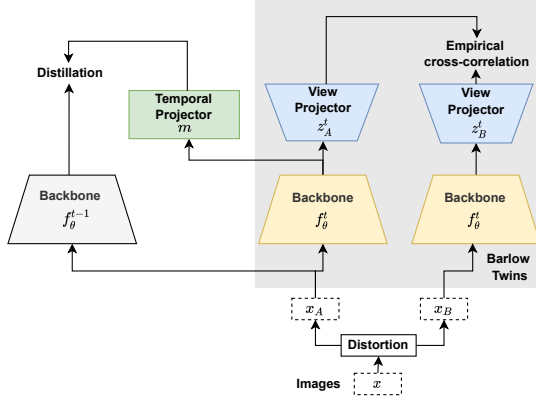 Distillation
Empirical
cross-correlation
Temporal
Projector
m
View
Projector
z_A^t
View
Projector
z_B^t
Backbone
f_θ^{t-1}
Backbone
f_θ^t
Backbone
f_θ^t
Barlow
Twins
x_A
x_B
Distortion
Images
x